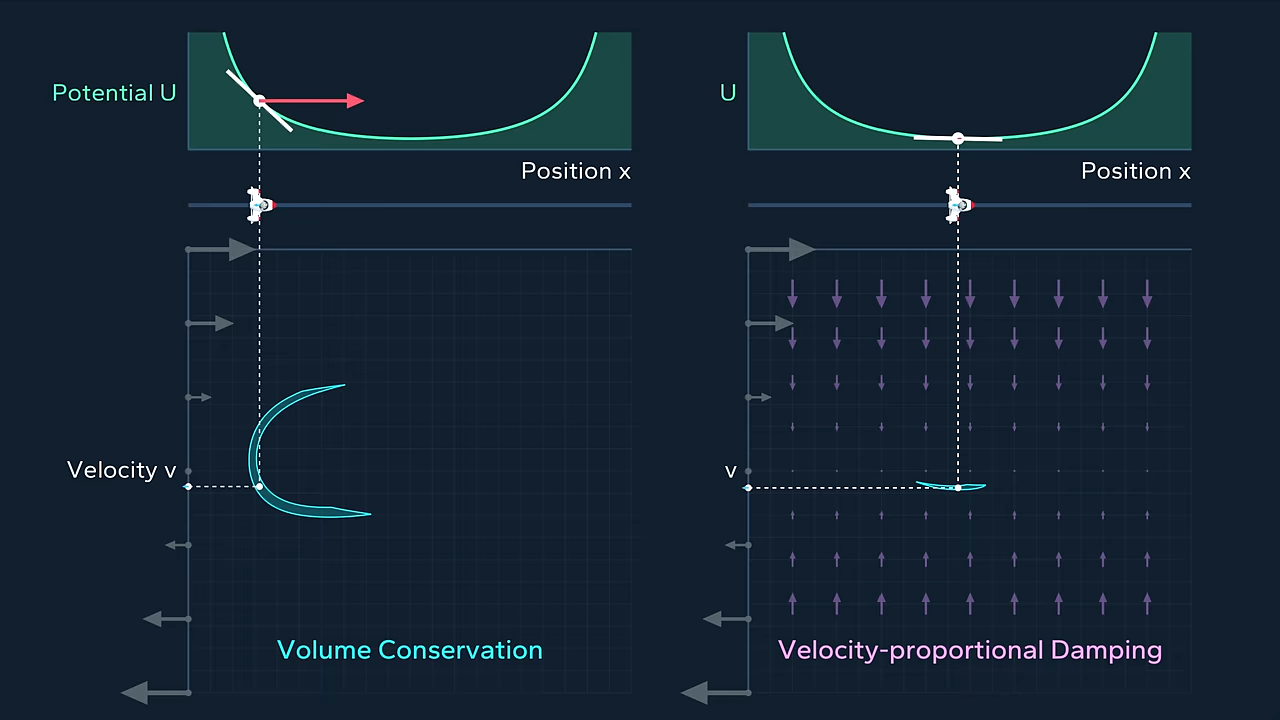 Potential U
U
Position x
Position x
Velocity v
v
Volume Conservation
Velocity-proportional Damping